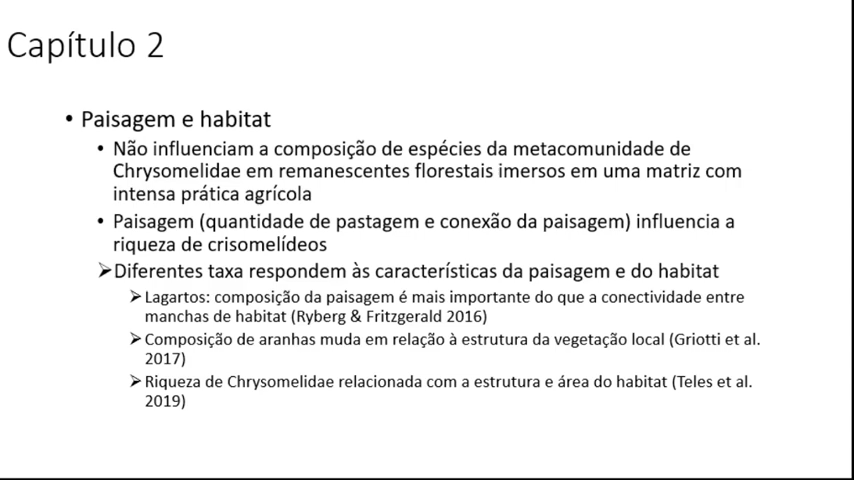 Capítulo 2
• Paisagem e habitat
• Não influenciam a composição de espécies da metacomunidade de
Chrysomelidae em remanescentes florestais imersos em uma matriz com
intensa prática agrícola
• Paisagem (quantidade de pastagem e conexão da paisagem) influencia a
riqueza de crisomelídeos
➢Diferentes taxa respondem às características da paisagem e do habitat
➢Lagartos: composição da paisagem é mais importante do que a conectividade entre
manchas de habitat (Ryberg & Fritzgerald 2016)
➢Composição de aranhas muda em relação à estrutura da vegetação local (Griotti et al.
2017)
➢Riqueza de Chrysomelidae relacionada com a estrutura e área do habitat (Teles et al.
2019)